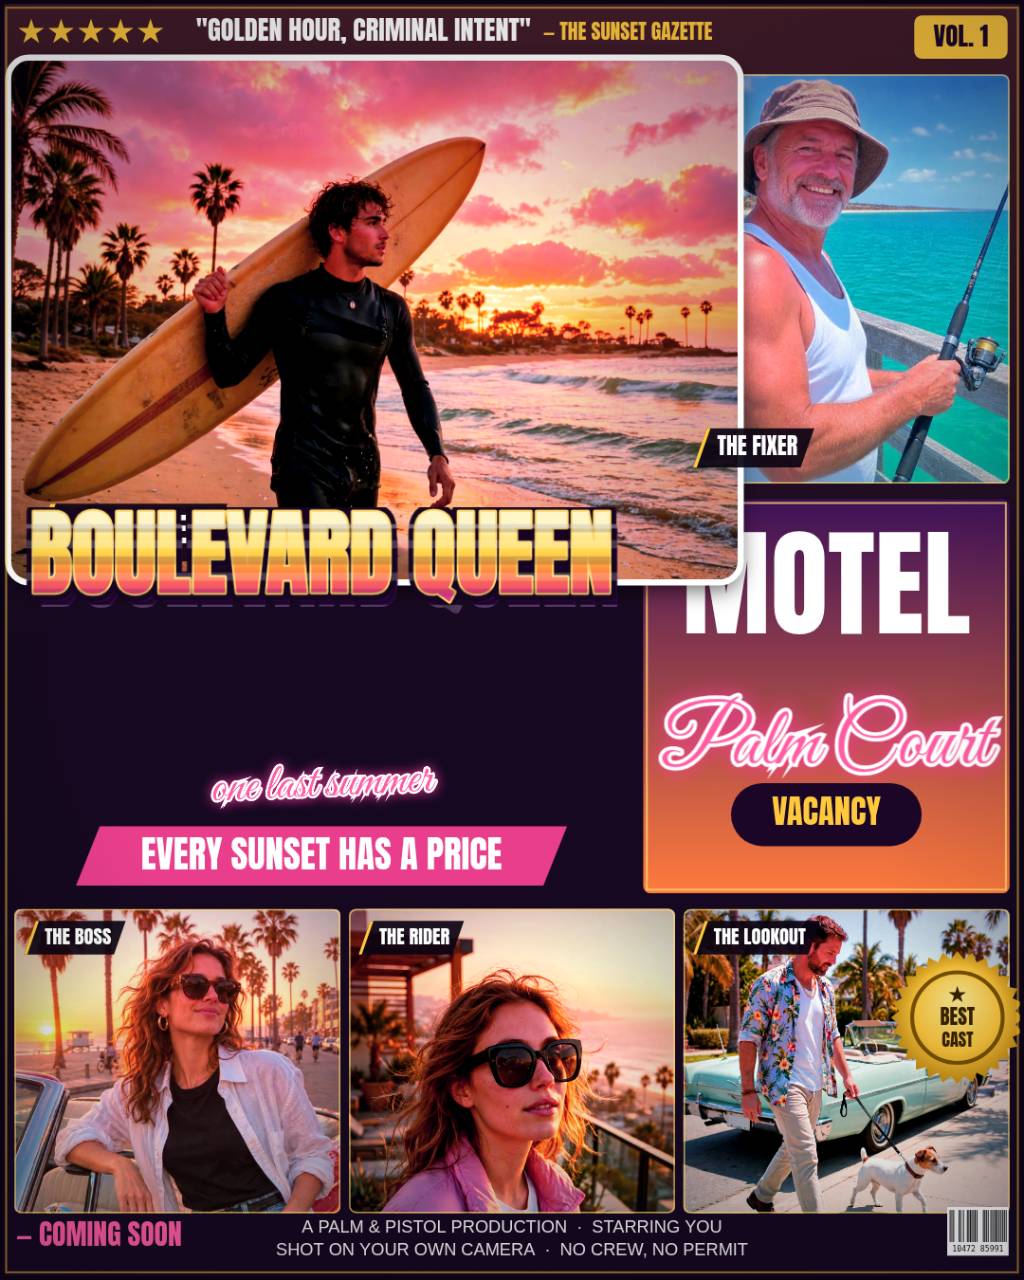 "GOLDEN HOUR, CRIMINAL INTENT" – THE SUNSET GAZETTE
VOL. 1
THE FIXER
BOULEVARD QUEEN
MOTEL
Palm Court
VACANCY
one last summer
EVERY SUNSET HAS A PRICE
THE BOSS
THE RIDER
THE LOOKOUT
BEST
CAST
– COMING SOON
A PALM & PISTOL PRODUCTION · STARRING YOU
SHOT ON YOUR OWN CAMERA · NO CREW, NO PERMIT
10472 85991